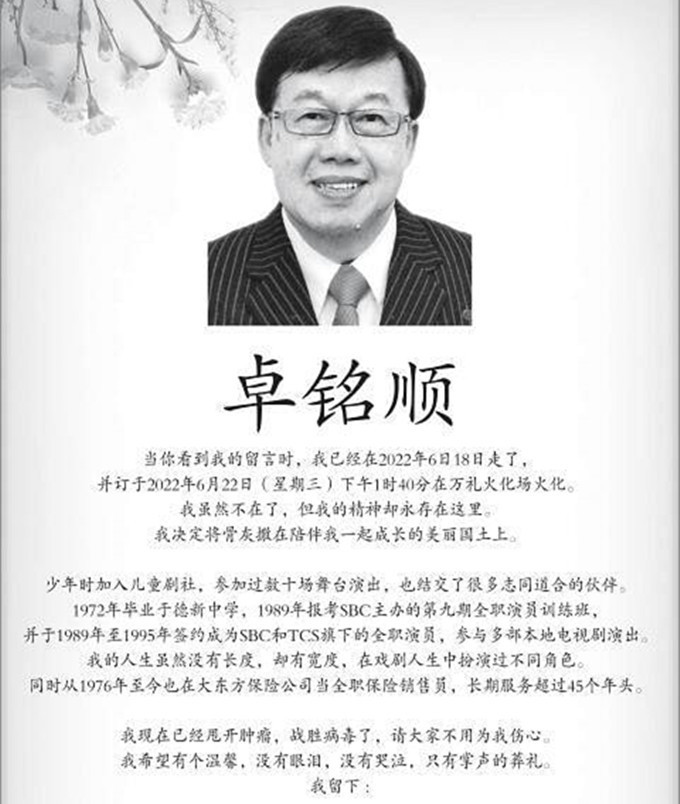 卓铭顺
当你看到我的留言时，我已经在2022年6日18日走了，
并订于2022年6月22日（星期三）下午1时40分在万礼火化场火化。
我虽然不在了，但我的精神却永存在这里。
我决定将骨灰撒在陪伴我一起成长的美丽国土上。
少年时加入儿童剧社，参加过数十场舞台演出，也结交了很多志同道合的伙伴。
1972年毕业于德新中学，1989年报考SBC主办的第九期全职演员训练班，
并于1989年至1995年签约成为SBC和TCS旗下的全职演员，参与多部本地电视剧演出。
我的人生虽然没有长度，却有宽度，在戏剧人生中扮演过不同角色。
同时从1976年至今也在大东方保险公司当全职保险销售员，长期服务超过45个年头。
我现在已经甩开肿瘤，战胜病毒了，请大家不用为我伤心。
我希望有个温馨，没有眼泪，没有哭泣，只有掌声的葬礼。
我留下：